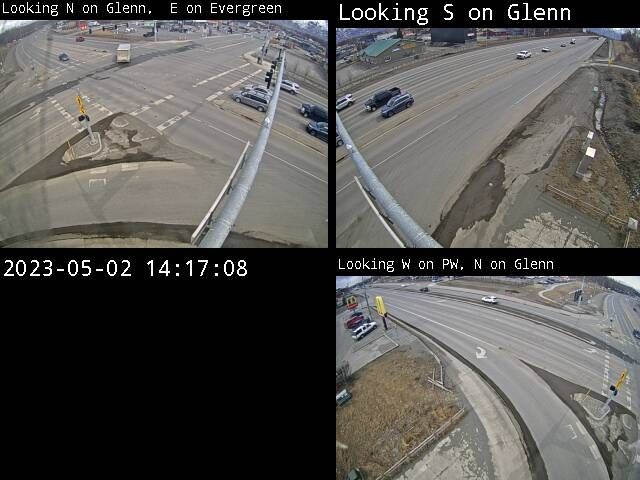 Looking N on Glenn,  E on Evergreen
Looking S on Glenn
2023-05-02 14:17:08
Looking W on PW, N on Glenn